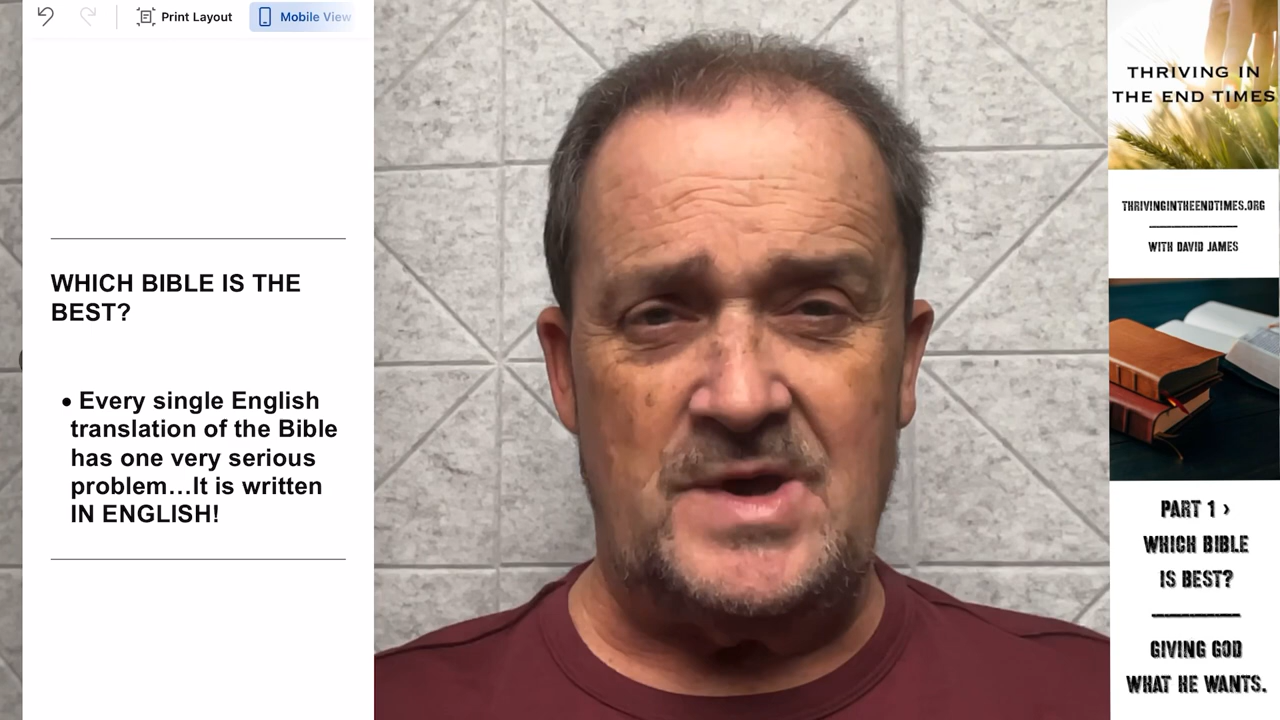 Print Layout
Mobile View
WHICH BIBLE IS THE
BEST?
• Every single English
translation of the Bible
has one very serious
problem...It is written
IN ENGLISH!
THRIVING IN
THE END TIMES
THRIVINGINTHEENDTIMES.ORG
WITH DAVID JAMES
PART 1 ›
WHICH BIBLE
IS BEST?
GIVING GOD
WHAT HE WANTS.